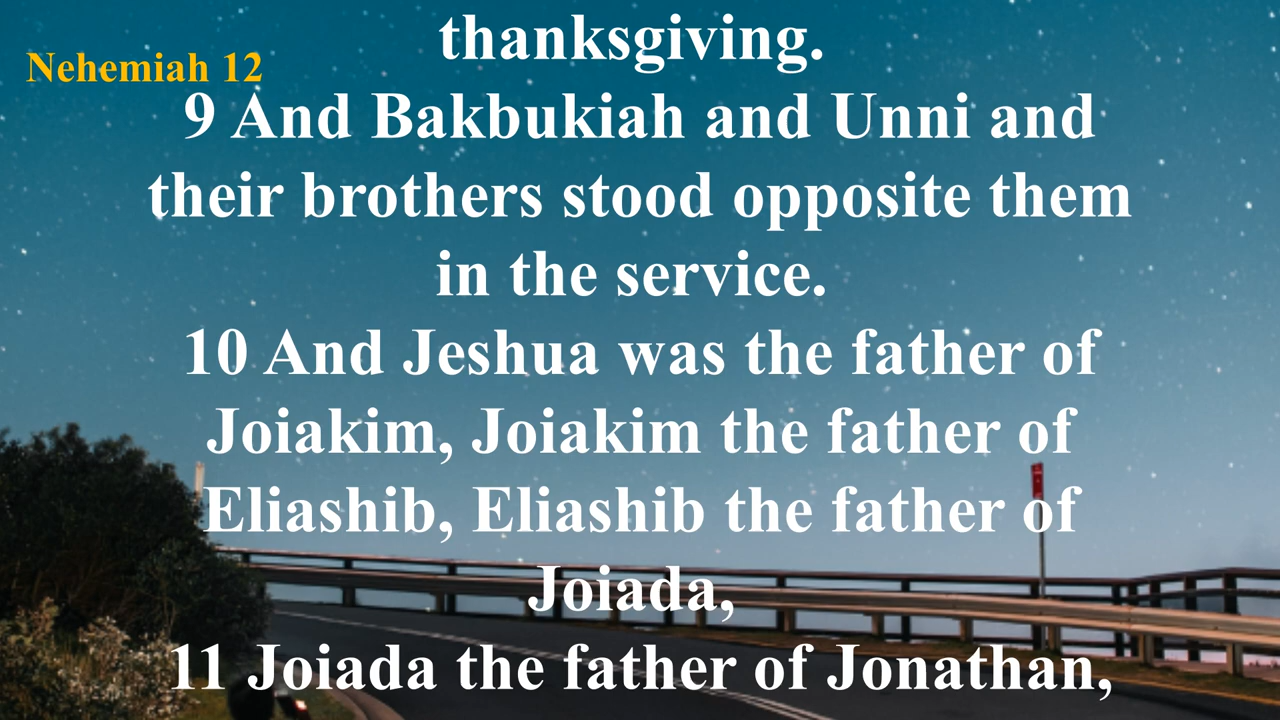 thanksgiving.
Nehemiah 12
9 And Bakbukiah and Unni and
their brothers stood opposite them
in the service.
10 And Jeshua was the father of
Joiakim, Joiakim the father of
Eliashib, Eliashib the father of
Joiada,
11 Joiada the father of Jonathan,